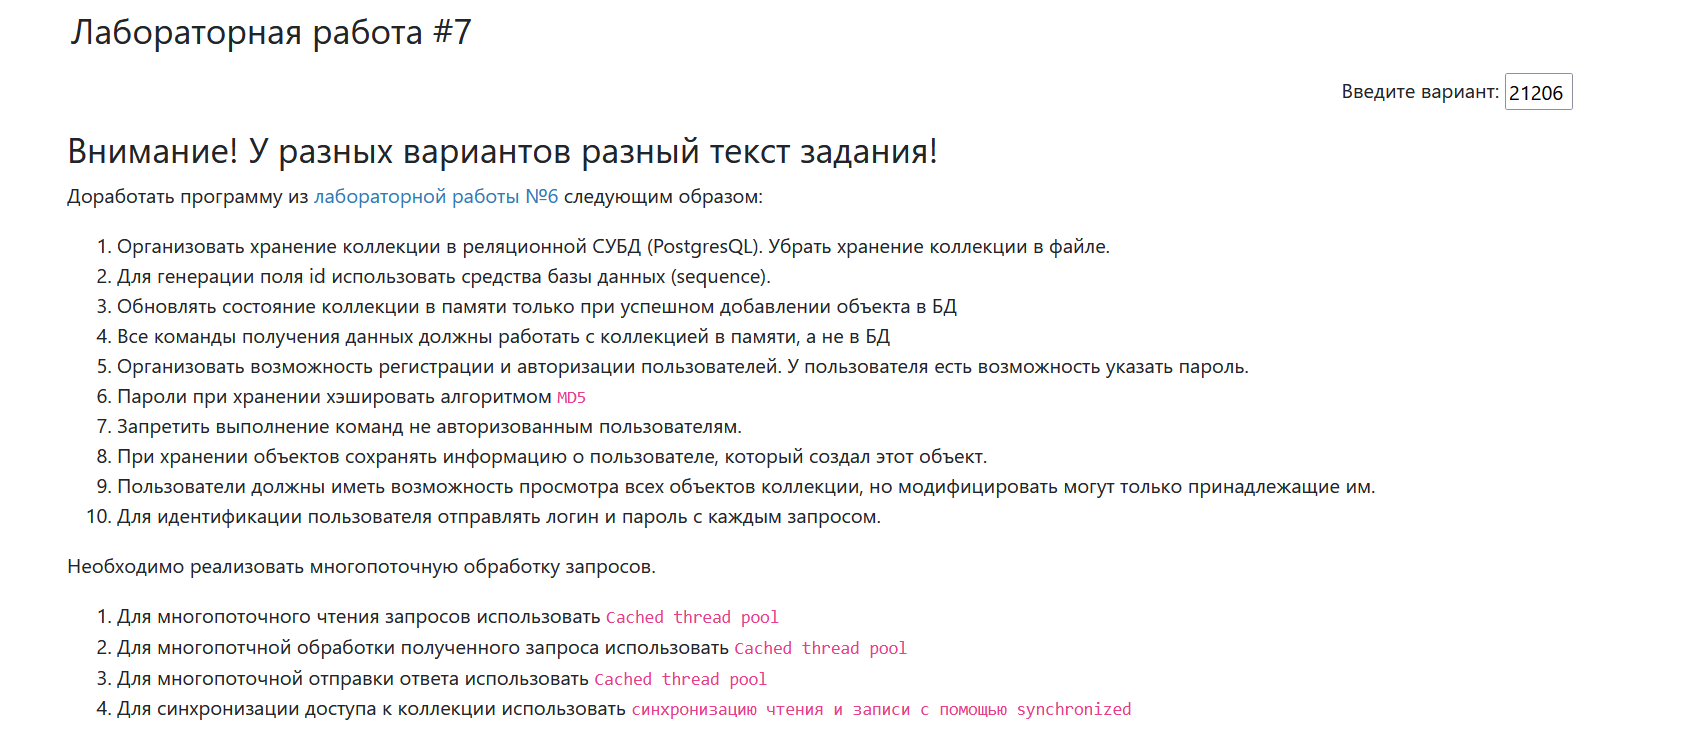 Лабораторная работа #7
Введите вариант: 21206
Внимание! У разных вариантов разный текст задания!
Доработать программу из лабораторной работы №6 следующим образом:
1. Организовать хранение коллекции в реляционной СУБД (PostgresQL). Убрать хранение коллекции в файле.
2. Для генерации поля id использовать средства базы данных (sequence).
3. Обновлять состояние коллекции в памяти только при успешном добавлении объекта в БД
4. Все команды получения данных должны работать с коллекцией в памяти, а не в БД
5. Организовать возможность регистрации и авторизации пользователей. У пользователя есть возможность указать пароль.
6. Пароли при хранении хэшировать алгоритмом MD5
7. Запретить выполнение команд не авторизованным пользователям.
8. При хранении объектов сохранять информацию о пользователе, который создал этот объект.
9. Пользователи должны иметь возможность просмотра всех объектов коллекции, но модифицировать могут только принадлежащие им.
10. Для идентификации пользователя отправлять логин и пароль с каждым запросом.
Необходимо реализовать многопоточную обработку запросов.
1. Для многопоточного чтения запросов использовать Cached thread pool
2. Для многопотчной обработки полученного запроса использовать Cached thread pool
3. Для многопоточной отправки ответа использовать Cached thread pool
4. Для синхронизации доступа к коллекции использовать синхронизацию чтения и записи с помощью synchronized